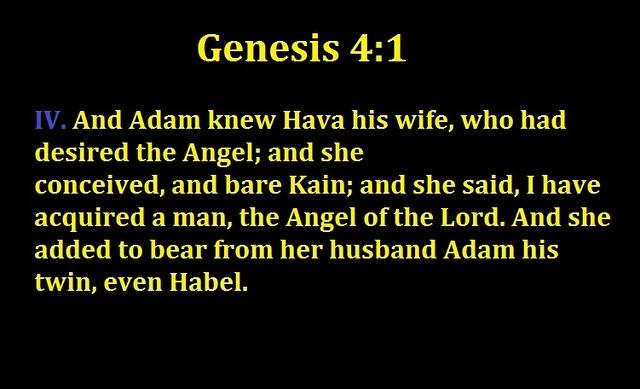 Genesis 4:1
IV. And Adam knew Hava his wife, who had
desired the Angel; and she
conceived, and bare Kain; and she said, I have
acquired a man, the Angel of the Lord. And she
added to bear from her husband Adam his
twin, even Habel.